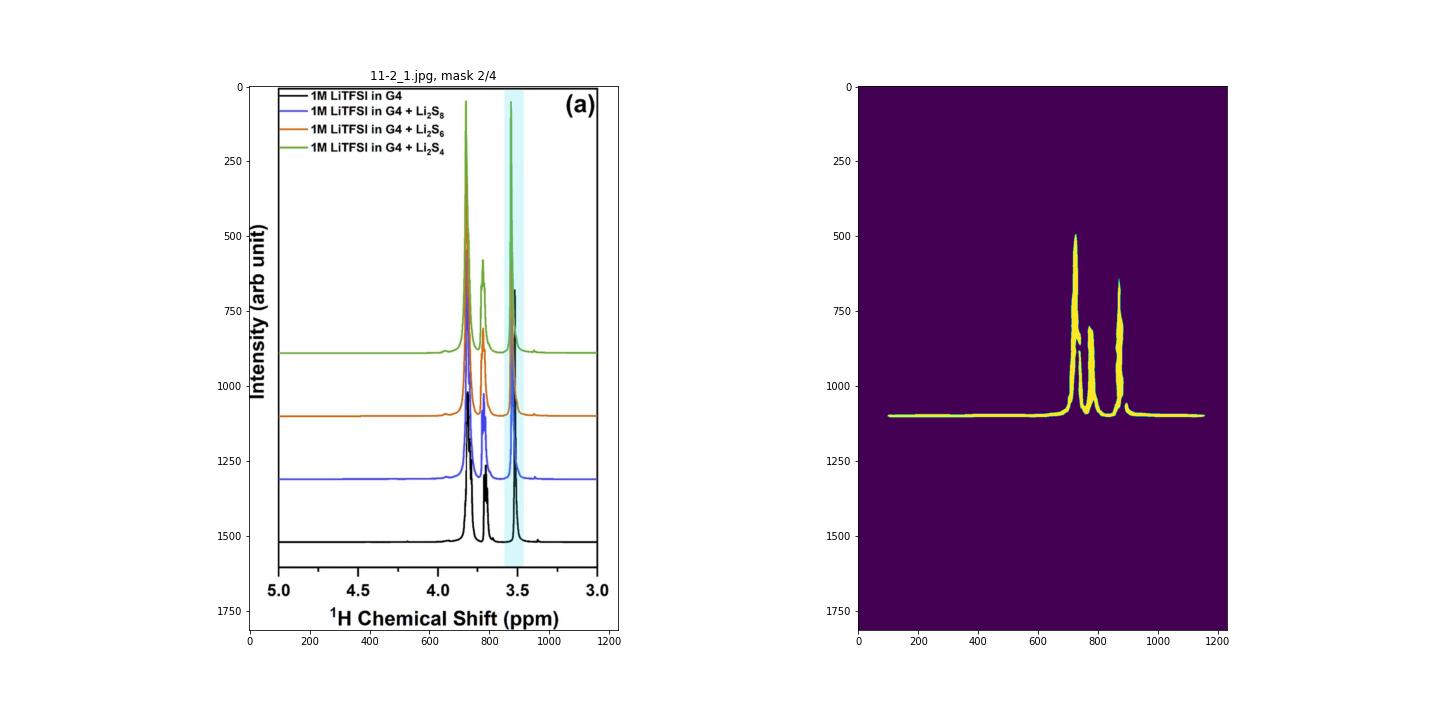 11-2_1.jpg, mask 2/4
1M LiTFSI in G4
1M LiTFSI in G4 + Li₂S₈
1M LiTFSI in G4 + Li₂S₆
1M LiTFSI in G4 + Li₂S₄
(a)
Intensity (arb unit)
5.0 4.5 4.0 3.5 3.0
¹H Chemical Shift (ppm)
0
250
500
750
1000
1250
1500
1750
0 200 400 600 800 1000 1200
0
250
500
750
1000
1250
1500
1750
0 200 400 600 800 1000 1200